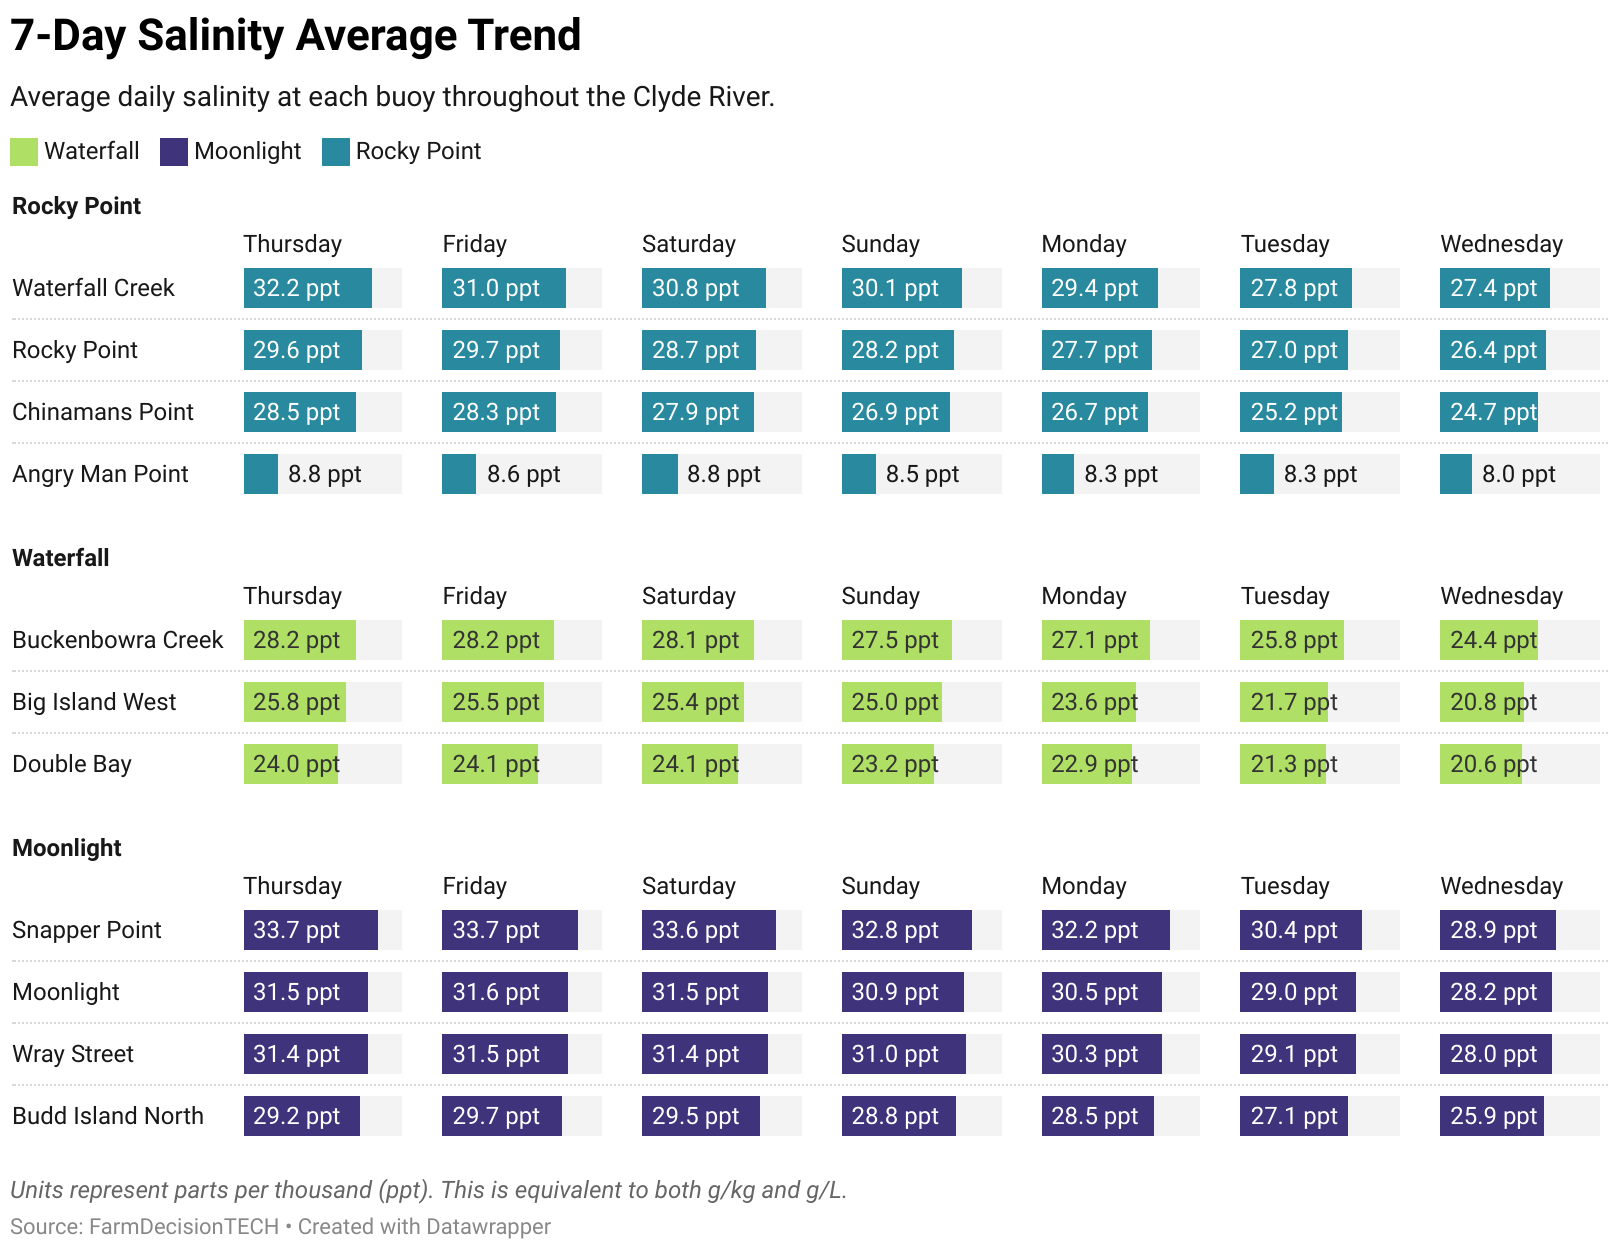 7-Day Salinity Average Trend
Average daily salinity at each buoy throughout the Clyde River.
Waterfall Moonlight Rocky Point
Rocky Point
Thursday Friday Saturday Sunday Monday Tuesday Wednesday
Waterfall Creek 32.2 ppt 31.0 ppt 30.8 ppt 30.1 ppt 29.4 ppt 27.8 ppt 27.4 ppt
Rocky Point 29.6 ppt 29.7 ppt 28.7 ppt 28.2 ppt 27.7 ppt 27.0 ppt 26.4 ppt
Chinamans Point 28.5 ppt 28.3 ppt 27.9 ppt 26.9 ppt 26.7 ppt 25.2 ppt 24.7 ppt
Angry Man Point 8.8 ppt 8.6 ppt 8.8 ppt 8.5 ppt 8.3 ppt 8.3 ppt 8.0 ppt
Waterfall
Thursday Friday Saturday Sunday Monday Tuesday Wednesday
Buckenbowra Creek 28.2 ppt 28.2 ppt 28.1 ppt 27.5 ppt 27.1 ppt 25.8 ppt 24.4 ppt
Big Island West 25.8 ppt 25.5 ppt 25.4 ppt 25.0 ppt 23.6 ppt 21.7 ppt 20.8 ppt
Double Bay 24.0 ppt 24.1 ppt 24.1 ppt 23.2 ppt 22.9 ppt 21.3 ppt 20.6 ppt
Moonlight
Thursday Friday Saturday Sunday Monday Tuesday Wednesday
Snapper Point 33.7 ppt 33.7 ppt 33.6 ppt 32.8 ppt 32.2 ppt 30.4 ppt 28.9 ppt
Moonlight 31.5 ppt 31.6 ppt 31.5 ppt 30.9 ppt 30.5 ppt 29.0 ppt 28.2 ppt
Wray Street 31.4 ppt 31.5 ppt 31.4 ppt 31.0 ppt 30.3 ppt 29.1 ppt 28.0 ppt
Budd Island North 29.2 ppt 29.7 ppt 29.5 ppt 28.8 ppt 28.5 ppt 27.1 ppt 25.9 ppt
Units represent parts per thousand (ppt). This is equivalent to both g/kg and g/L.
Source: FarmDecisionTECH • Created with Datawrapper